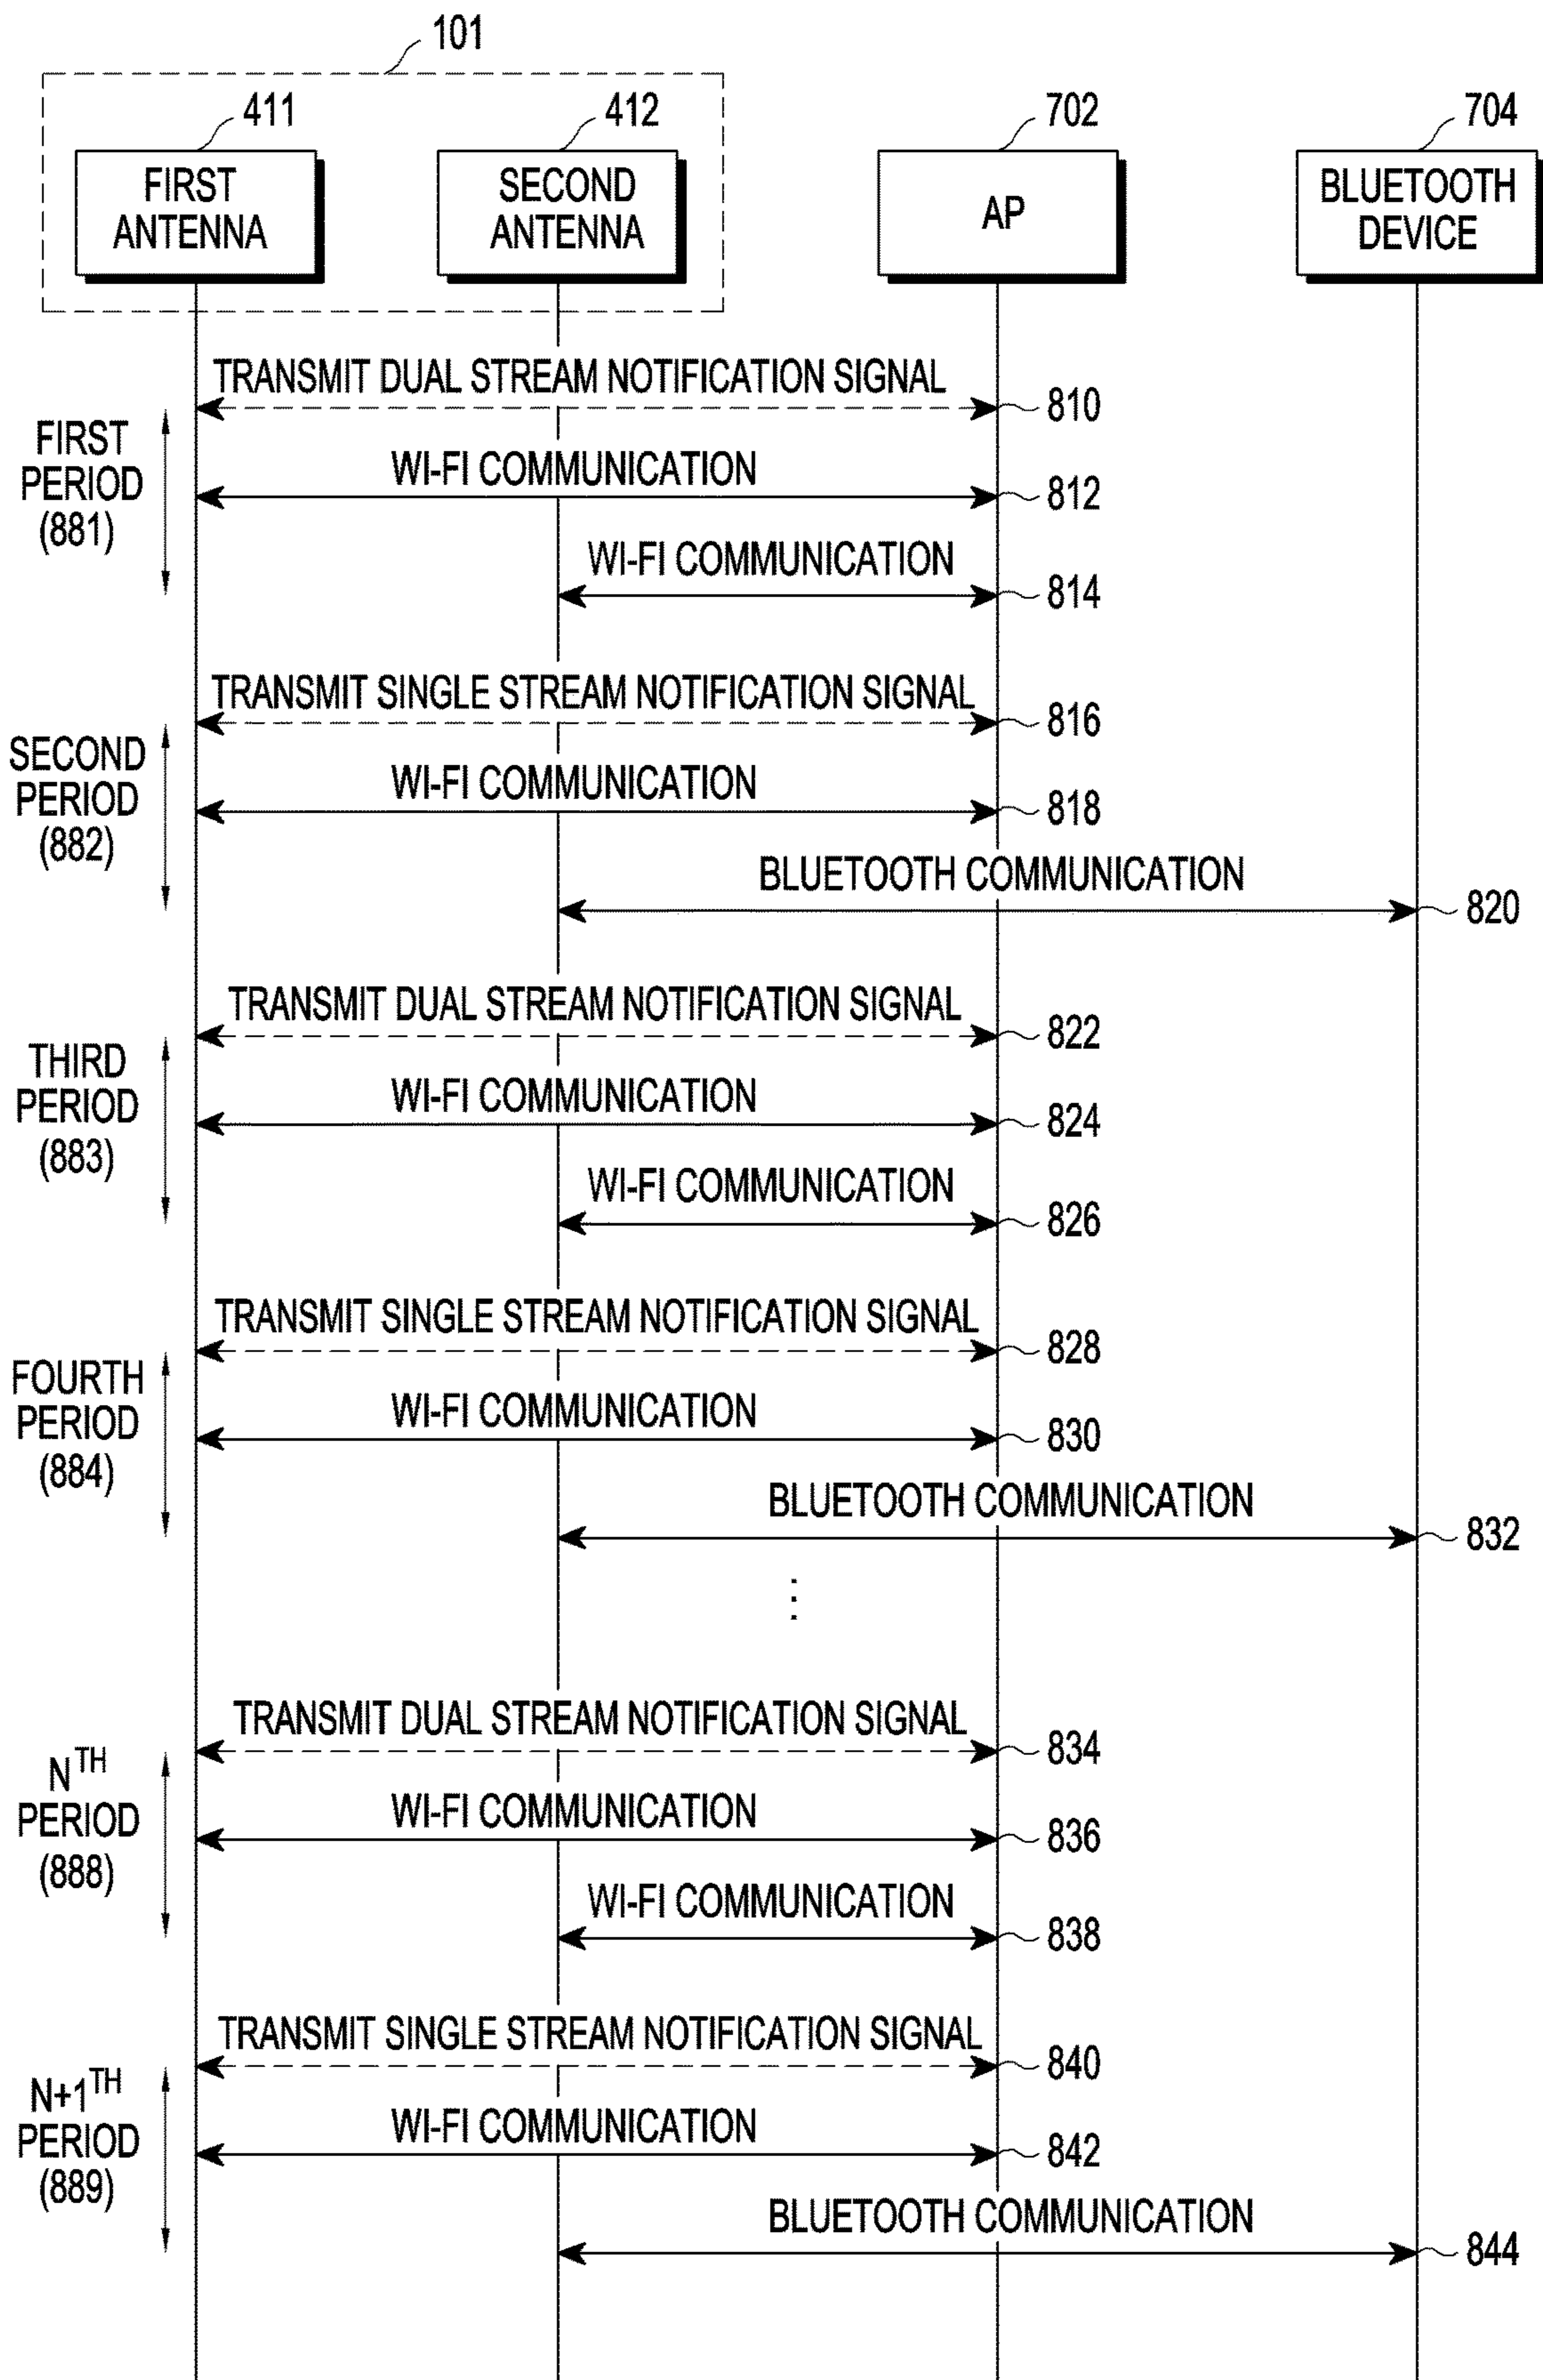 101
411
412
702
704
FIRST
ANTENNA
SECOND
ANTENNA
AP
BLUETOOTH
DEVICE
TRANSMIT DUAL STREAM NOTIFICATION SIGNAL
810
FIRST
PERIOD
(881)
WI-FI COMMUNICATION
812
WI-FI COMMUNICATION
814
TRANSMIT SINGLE STREAM NOTIFICATION SIGNAL
816
SECOND
PERIOD
(882)
WI-FI COMMUNICATION
818
BLUETOOTH COMMUNICATION
820
TRANSMIT DUAL STREAM NOTIFICATION SIGNAL
822
THIRD
PERIOD
(883)
WI-FI COMMUNICATION
824
WI-FI COMMUNICATION
826
TRANSMIT SINGLE STREAM NOTIFICATION SIGNAL
828
FOURTH
PERIOD
(884)
WI-FI COMMUNICATION
830
BLUETOOTH COMMUNICATION
832
TRANSMIT DUAL STREAM NOTIFICATION SIGNAL
834
N TH
PERIOD
(888)
WI-FI COMMUNICATION
836
WI-FI COMMUNICATION
838
TRANSMIT SINGLE STREAM NOTIFICATION SIGNAL
840
N+1 TH
PERIOD
(889)
WI-FI COMMUNICATION
842
BLUETOOTH COMMUNICATION
844